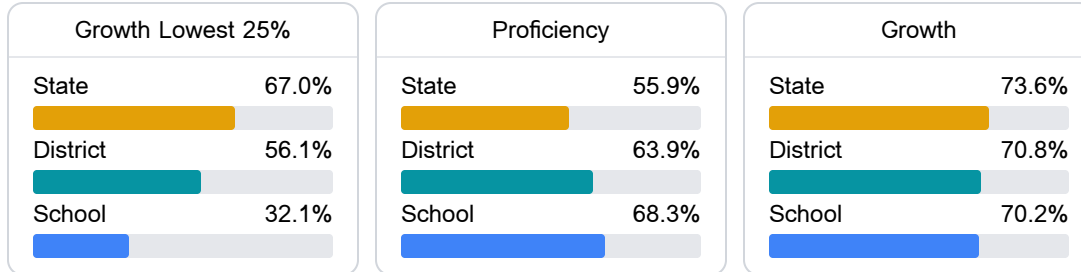 Growth Lowest 25%
State 67.0%
District 56.1%
School 32.1%
Proficiency
State 55.9%
District 63.9%
School 68.3%
Growth
State 73.6%
District 70.8%
School 70.2%